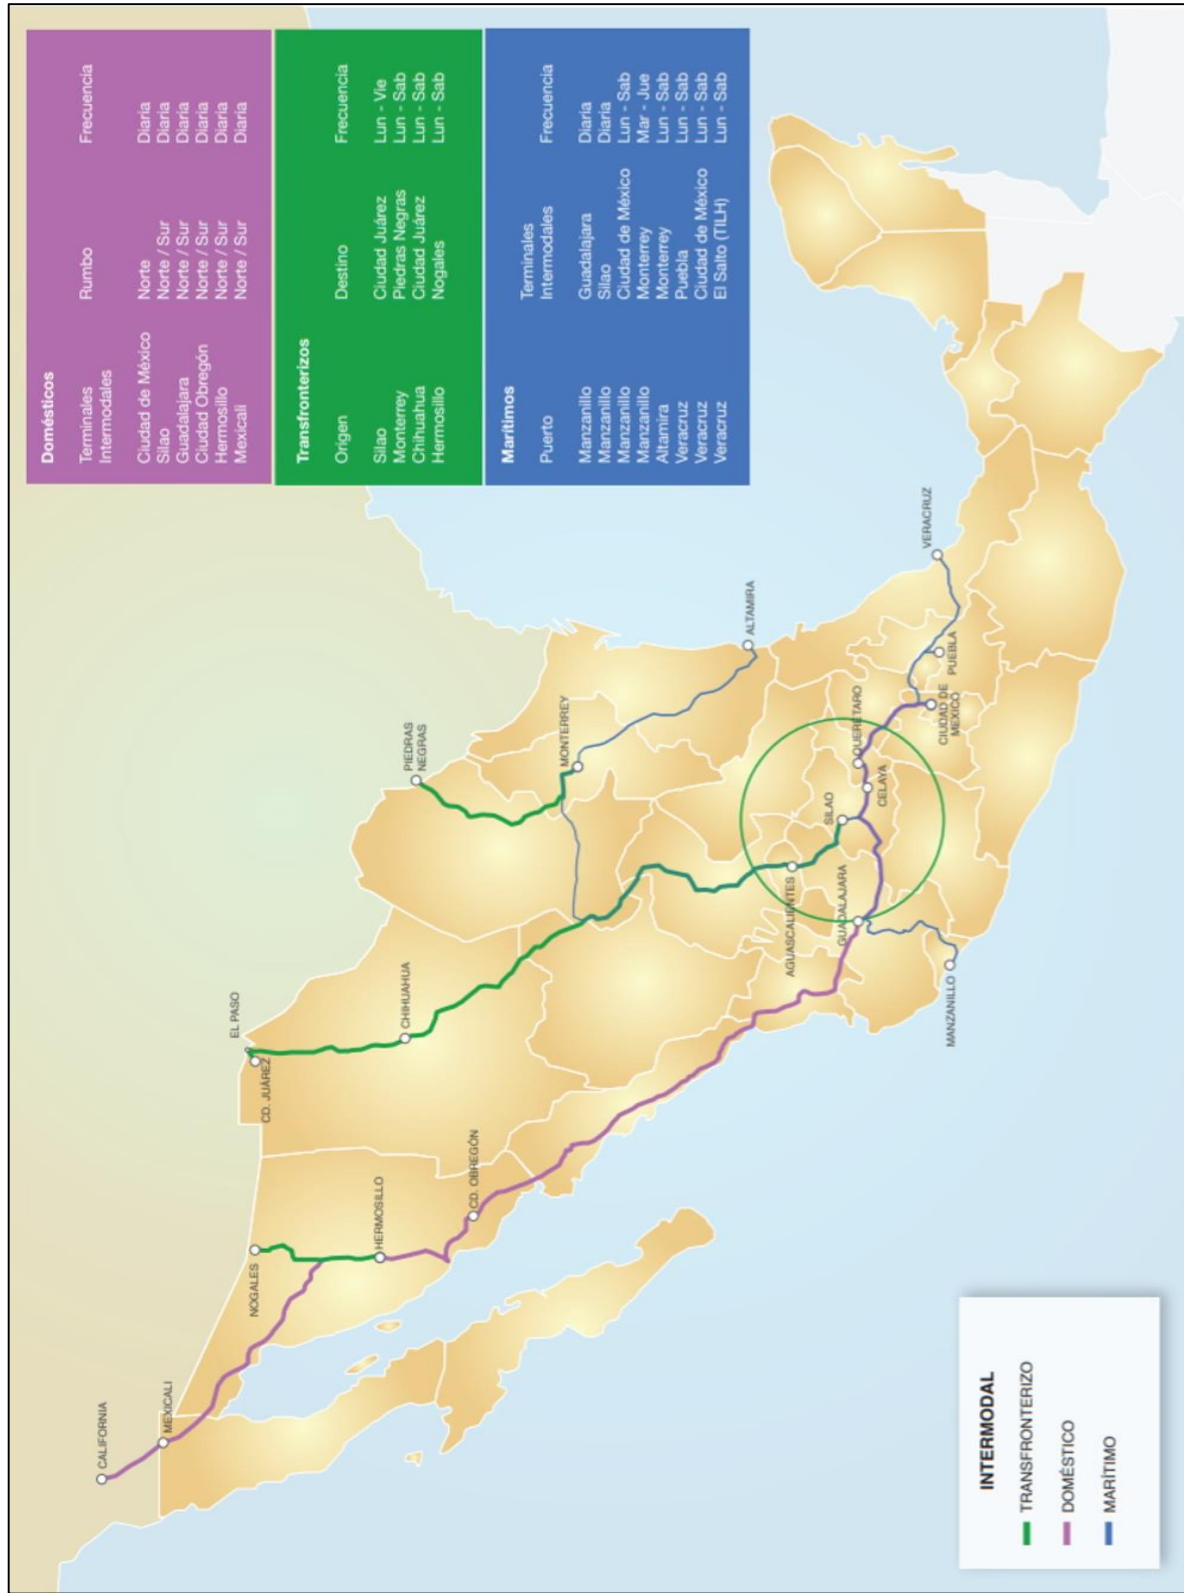 Domésticos
Terminales Intermodales Rumbo Frecuencia
Ciudad de México Norte Diaria
Silao Norte / Sur Diaria
Guadalajara Norte / Sur Diaria
Ciudad Obregón Norte / Sur Diaria
Hermosillo Norte / Sur Diaria
Mexicali Norte / Sur Diaria
Transfronterizos
Orígen Destino Frecuencia
Silao Ciudad Juárez Lun - Vie
Monterrey Piedras Negras Lun - Sab
Chihuahua Ciudad Juárez Lun - Sab
Hermosillo Nogales Lun - Sab
Marítimos
Puerto Terminales Intermodales Frecuencia
Manzanillo Guadalajara Diaria
Manzanillo Silao Diaria
Manzanillo Ciudad de México Lun - Sab
Manzanillo Monterrey Mar - Jue
Altamira Monterrey Lun - Sab
Veracruz Puebla Lun - Sab
Veracruz Ciudad de México Lun - Sab
Veracruz El Salto (TILH) Lun - Sab
CALIFORNIA
MEXICALI
NOGALES
EL PASO
CD. JUÁREZ
HERMOSILLO
CHIHUAHUA
PIEDRAS
NEGRAS
CD. OBREGÓN
MONTERREY
ALTAMIRA
AGUASCALIENTES
SILAO
GUADALAJARA
QUERÉTARO
CELAYA
MANZANILLO
CIUDAD DE
MÉXICO
PUEBLA
VERACRUZ
INTERMODAL
TRANSFRONTERIZO
DOMÉSTICO
MARÍTIMO